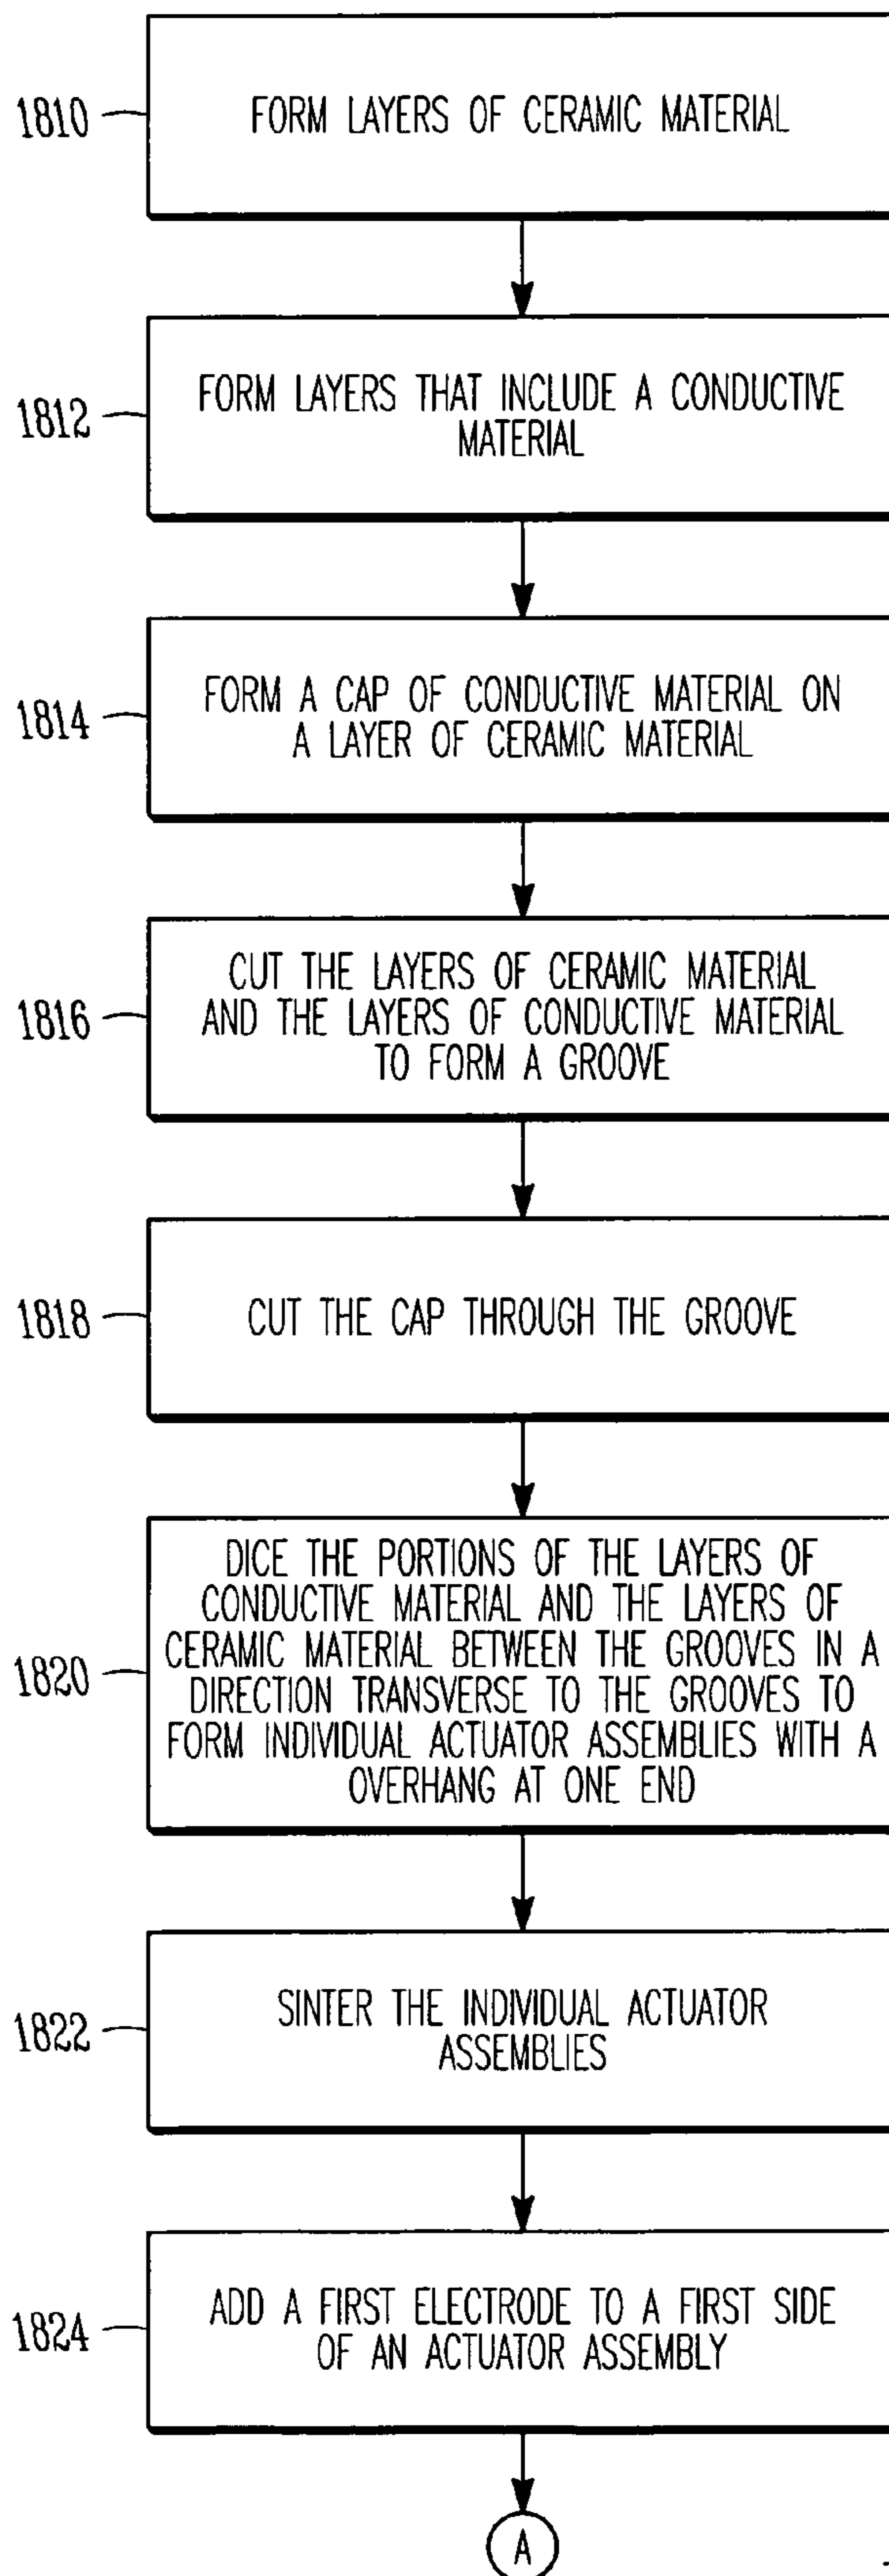 1810
FORM LAYERS OF CERAMIC MATERIAL
1812
FORM LAYERS THAT INCLUDE A CONDUCTIVE
MATERIAL
1814
FORM A CAP OF CONDUCTIVE MATERIAL ON
A LAYER OF CERAMIC MATERIAL
1816
CUT THE LAYERS OF CERAMIC MATERIAL
AND THE LAYERS OF CONDUCTIVE MATERIAL
TO FORM A GROOVE
1818
CUT THE CAP THROUGH THE GROOVE
1820
DICE THE PORTIONS OF THE LAYERS OF
CONDUCTIVE MATERIAL AND THE LAYERS OF
CERAMIC MATERIAL BETWEEN THE GROOVES IN A
DIRECTION TRANSVERSE TO THE GROOVES TO
FORM INDIVIDUAL ACTUATOR ASSEMBLIES WITH A
OVERHANG AT ONE END
1822
SINTER THE INDIVIDUAL ACTUATOR
ASSEMBLIES
1824
ADD A FIRST ELECTRODE TO A FIRST SIDE
OF AN ACTUATOR ASSEMBLY
A